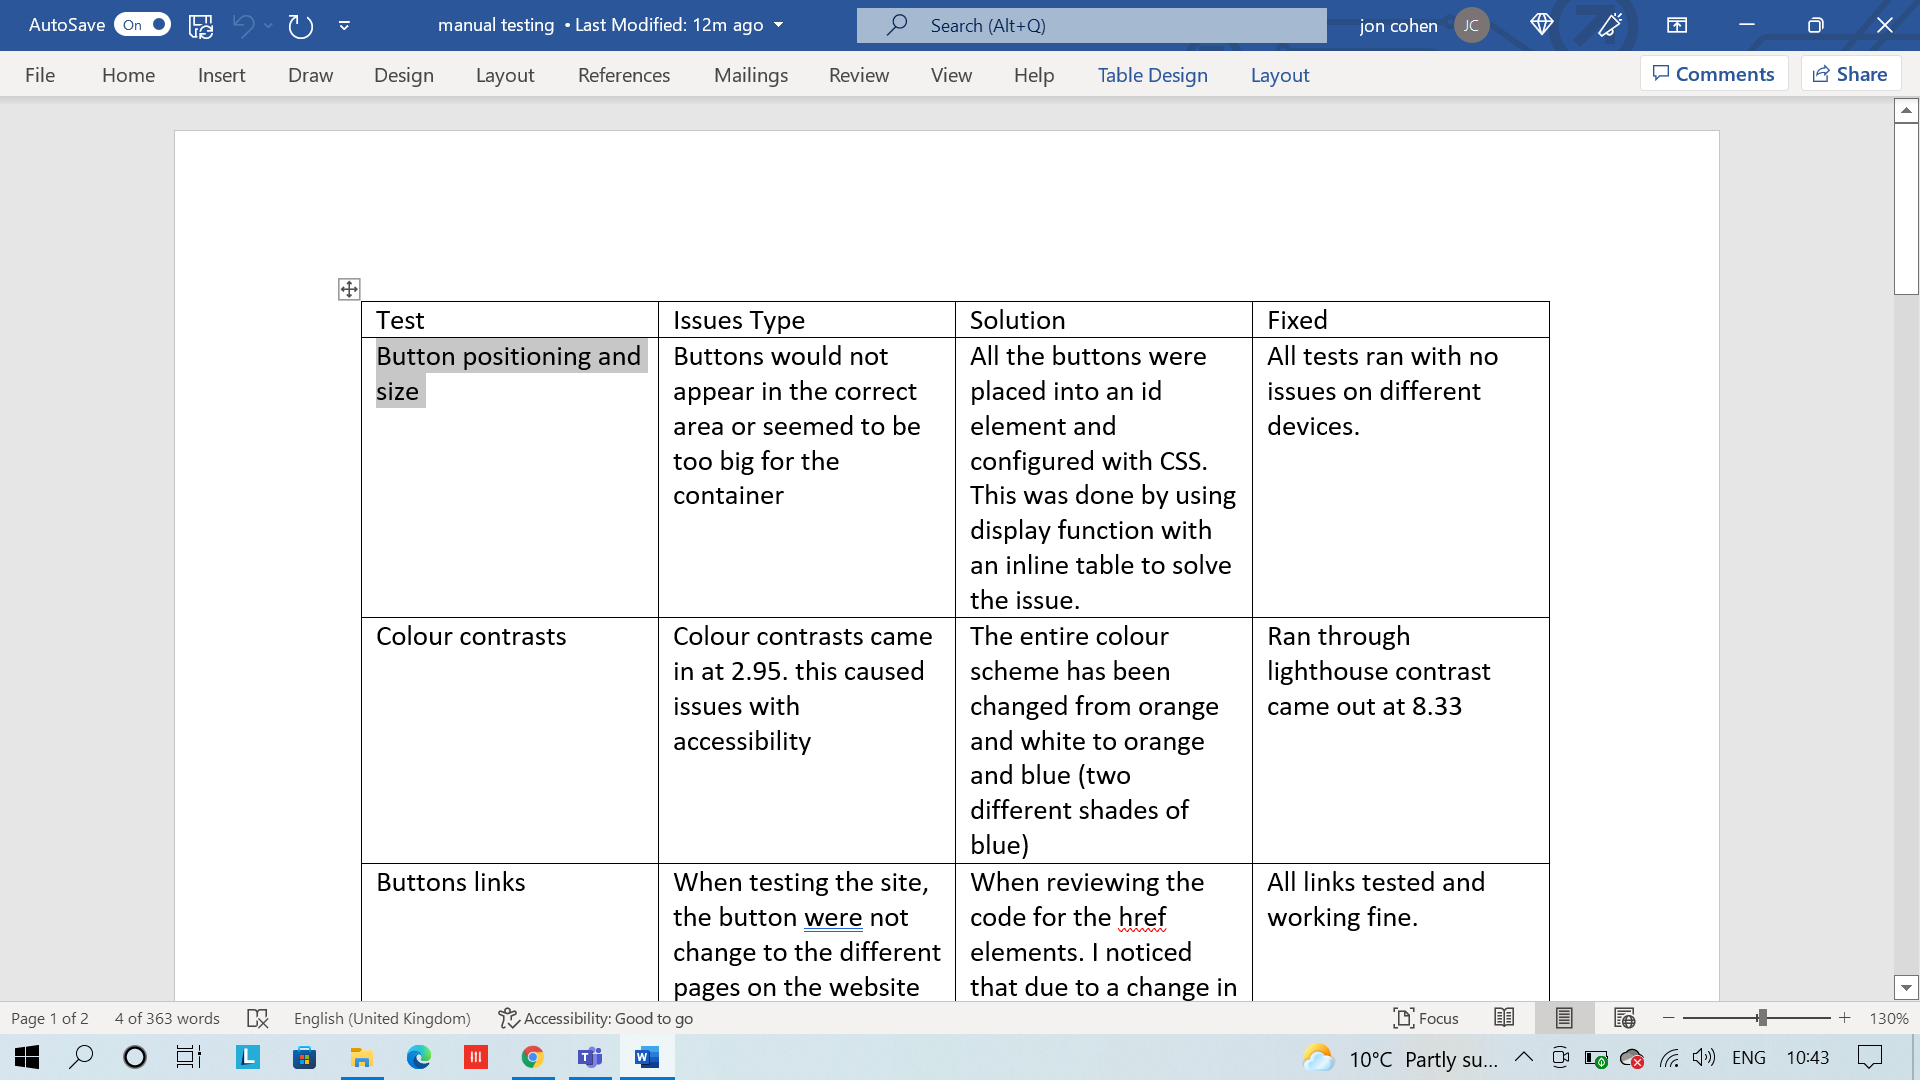 AutoSave On manual testing • Last Modified: 12m ago Search (Alt+Q) jon cohen JC
File Home Insert Draw Design Layout References Mailings Review View Help Table Design Layout Comments Share
Test Issues Type Solution Fixed
Button positioning and
size
Buttons would not
appear in the correct
area or seemed to be
too big for the
container
All the buttons were
placed into an id
element and
configured with CSS.
This was done by using
display function with
an inline table to solve
the issue.
All tests ran with no
issues on different
devices.
Colour contrasts
Colour contrasts came
in at 2.95. this caused
issues with
accessibility
The entire colour
scheme has been
changed from orange
and white to orange
and blue (two
different shades of
blue)
Ran through
lighthouse contrast
came out at 8.33
Buttons links
When testing the site,
the button were not
change to the different
pages on the website
When reviewing the
code for the href
elements. I noticed
that due to a change in
All links tested and
working fine.
Page 1 of 2 4 of 363 words English (United Kingdom) Accessibility: Good to go Focus 130%
L W 10°C Partly su... ENG 10:43